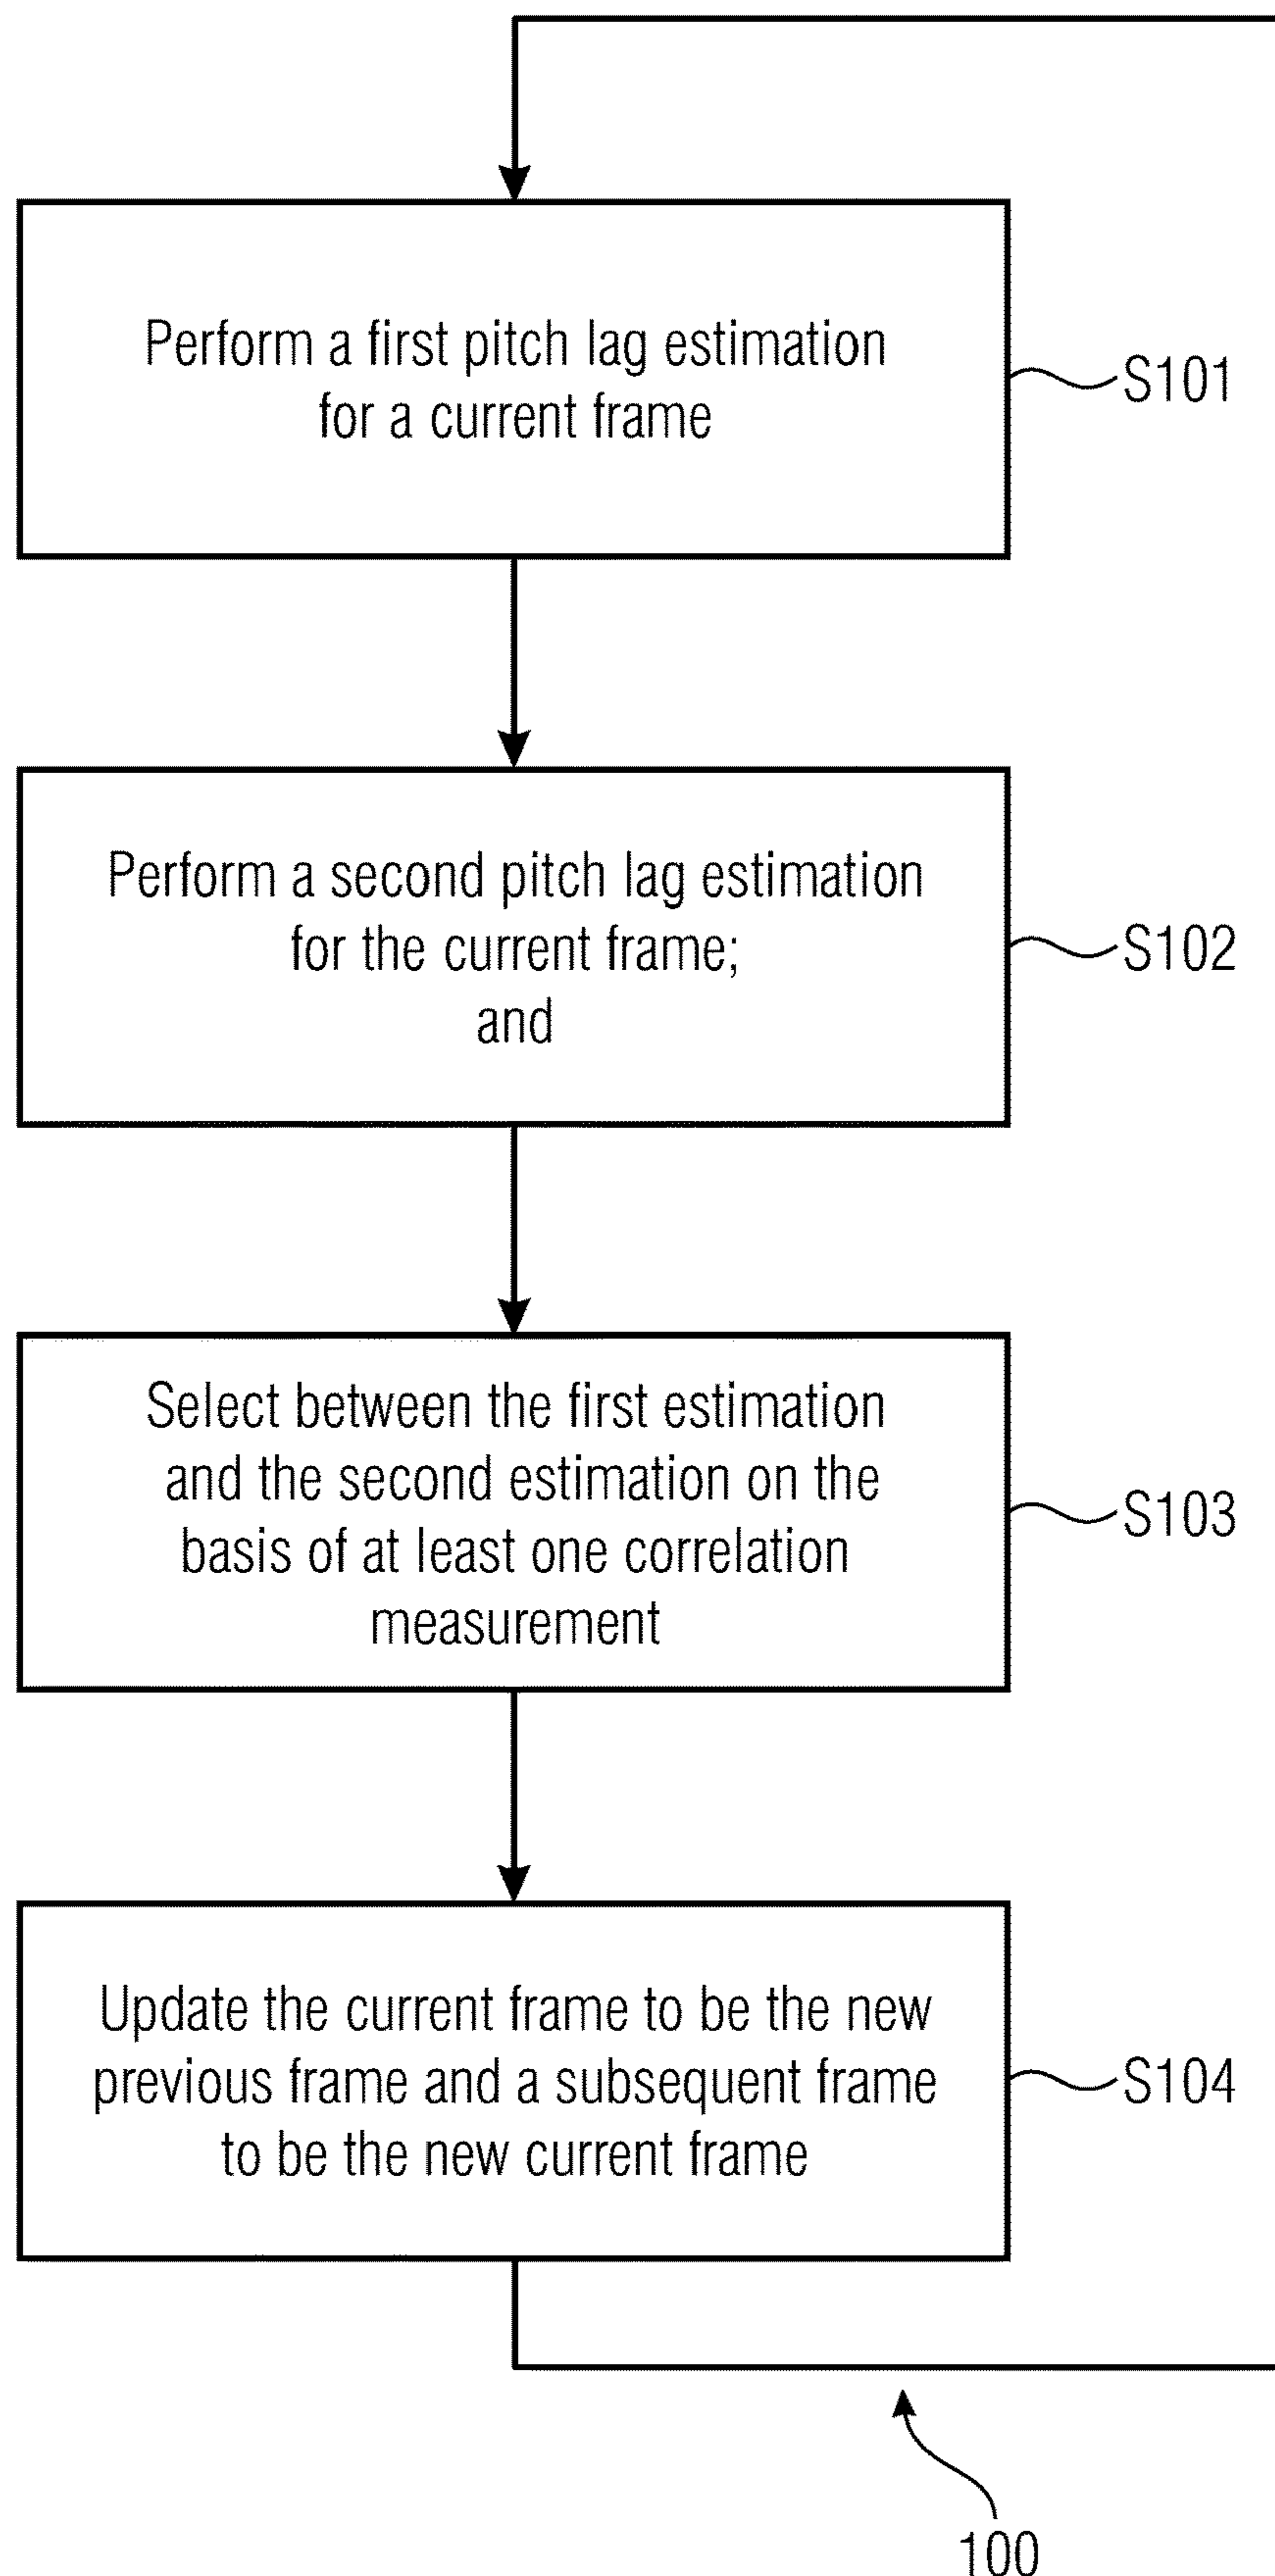 Perform a first pitch lag estimation
for a current frame
S101
Perform a second pitch lag estimation
for the current frame;
and
S102
Select between the first estimation
and the second estimation on the
basis of at least one correlation
measurement
S103
Update the current frame to be the new
previous frame and a subsequent frame
to be the new current frame
S104
100